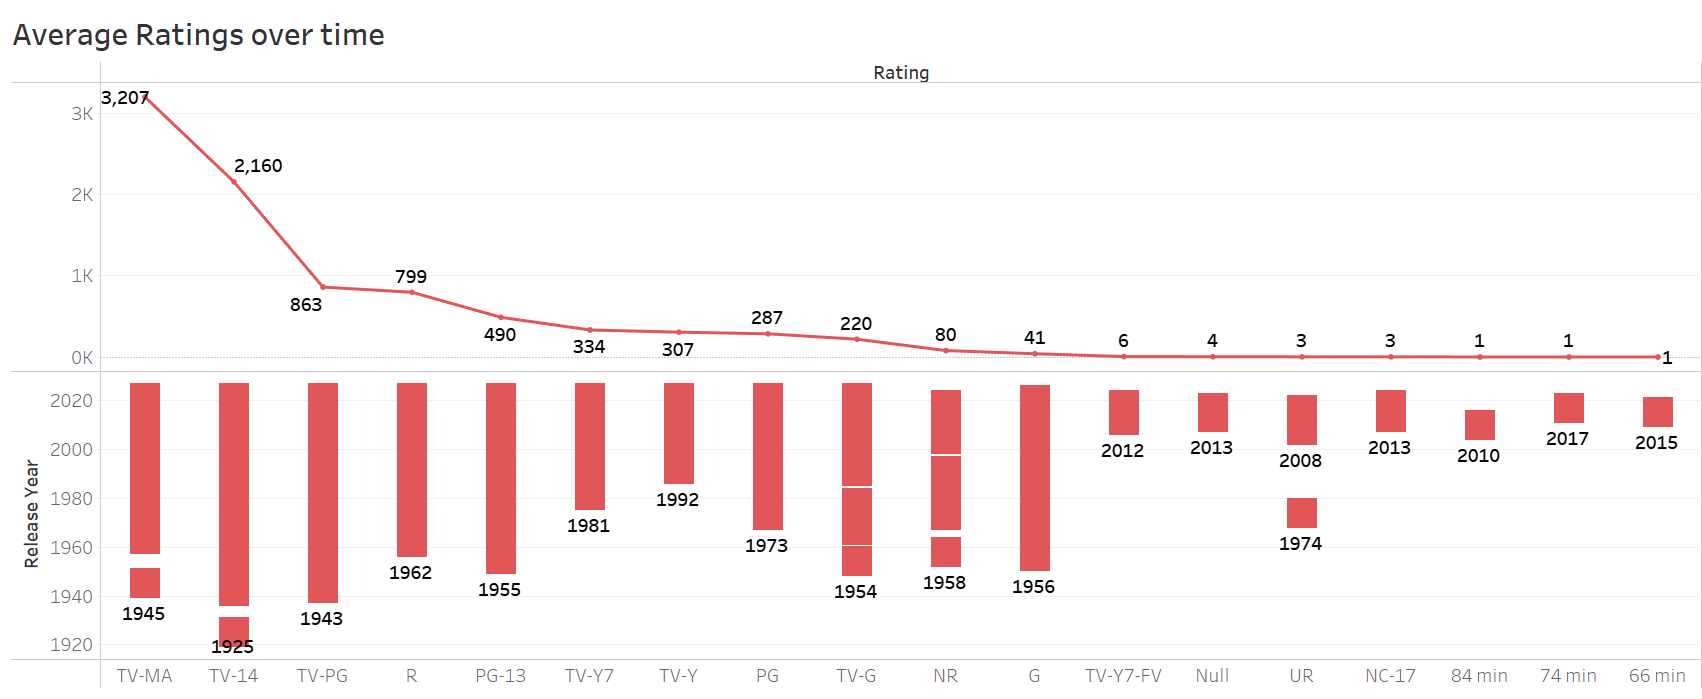 Average Ratings over time
Rating
3K
2K
1K
0K
3,207
2,160
863
799
490
334
307
287
220
80
41
6
4
3
3
1
1
1
Release Year
2020
2000
1980
1960
1940
1920
1945
1925
1943
1962
1955
1981
1992
1973
1954
1958
1956
2012
2013
2008
1974
2013
2010
2017
2015
TV-MA
TV-14
TV-PG
R
PG-13
TV-Y7
TV-Y
PG
TV-G
NR
G
TV-Y7-FV
Null
UR
NC-17
84 min
74 min
66 min